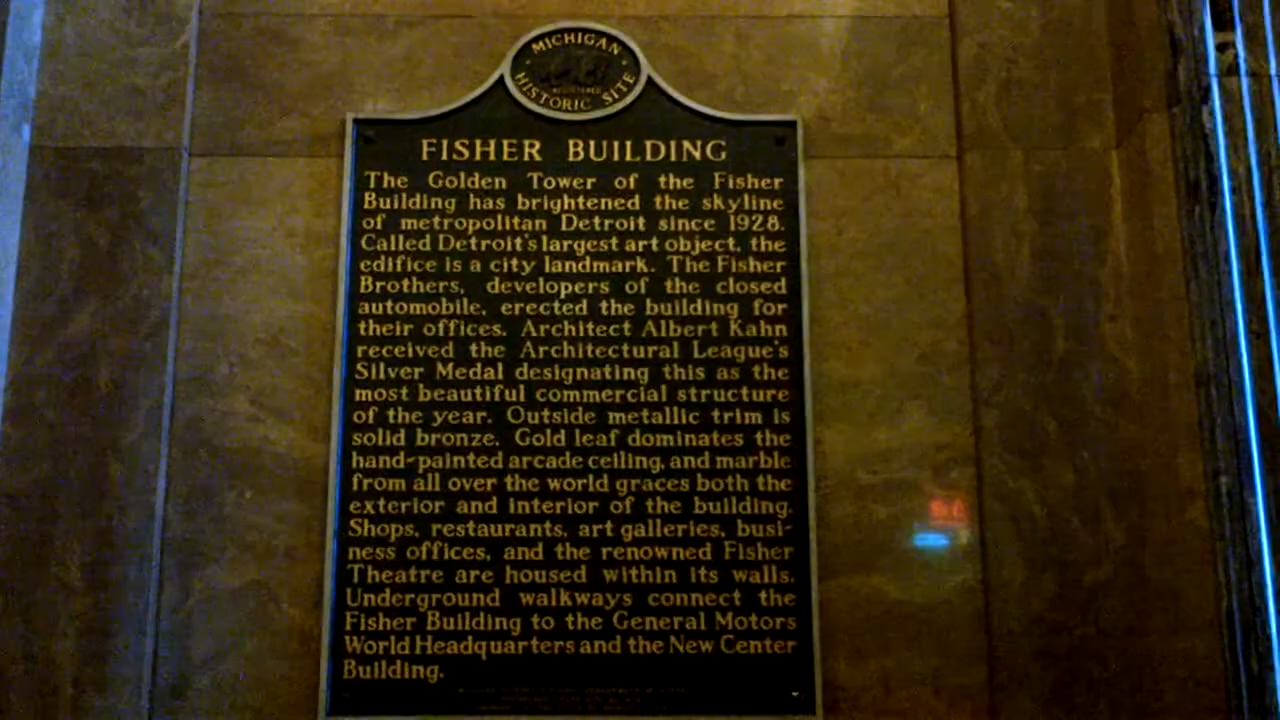 MICHIGAN
REGISTERED
HISTORIC SITE
FISHER BUILDING
The Golden Tower of the Fisher
Building has brightened the skyline
of metropolitan Detroit since 1928.
Called Detroit's largest art object, the
edifice is a city landmark. The Fisher
Brothers, developers of the closed
automobile, erected the building for
their offices. Architect Albert Kahn
received the Architectural League's
Silver Medal designating this as the
most beautiful commercial structure
of the year. Outside metallic trim is
solid bronze. Gold leaf dominates the
hand-painted arcade ceiling, and marble
from all over the world graces both the
exterior and interior of the building.
Shops, restaurants, art galleries, busi-
ness offices, and the renowned Fisher
Theatre are housed within its walls.
Underground walkways connect the
Fisher Building to the General Motors
World Headquarters and the New Center
Building.